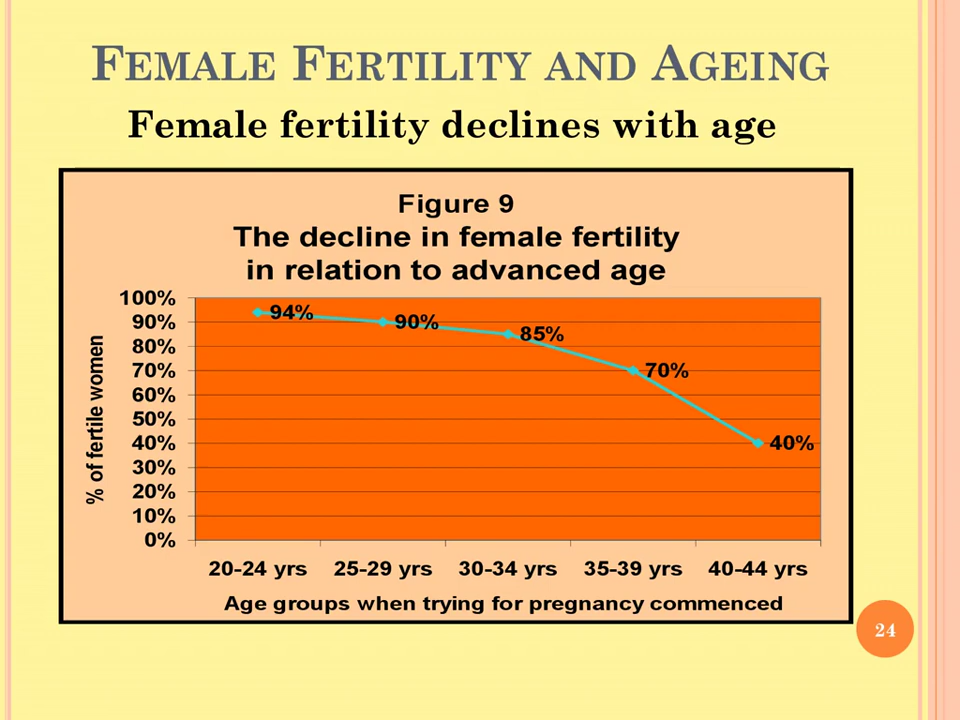 FEMALE FERTILITY AND AGEING
Female fertility declines with age
Figure 9
The decline in female fertility
in relation to advanced age
100%
90%
80%
70%
60%
50%
40%
30%
20%
10%
0%
% of fertile women
94%
90%
85%
70%
40%
20-24 yrs 25-29 yrs 30-34 yrs 35-39 yrs 40-44 yrs
Age groups when trying for pregnancy commenced
24